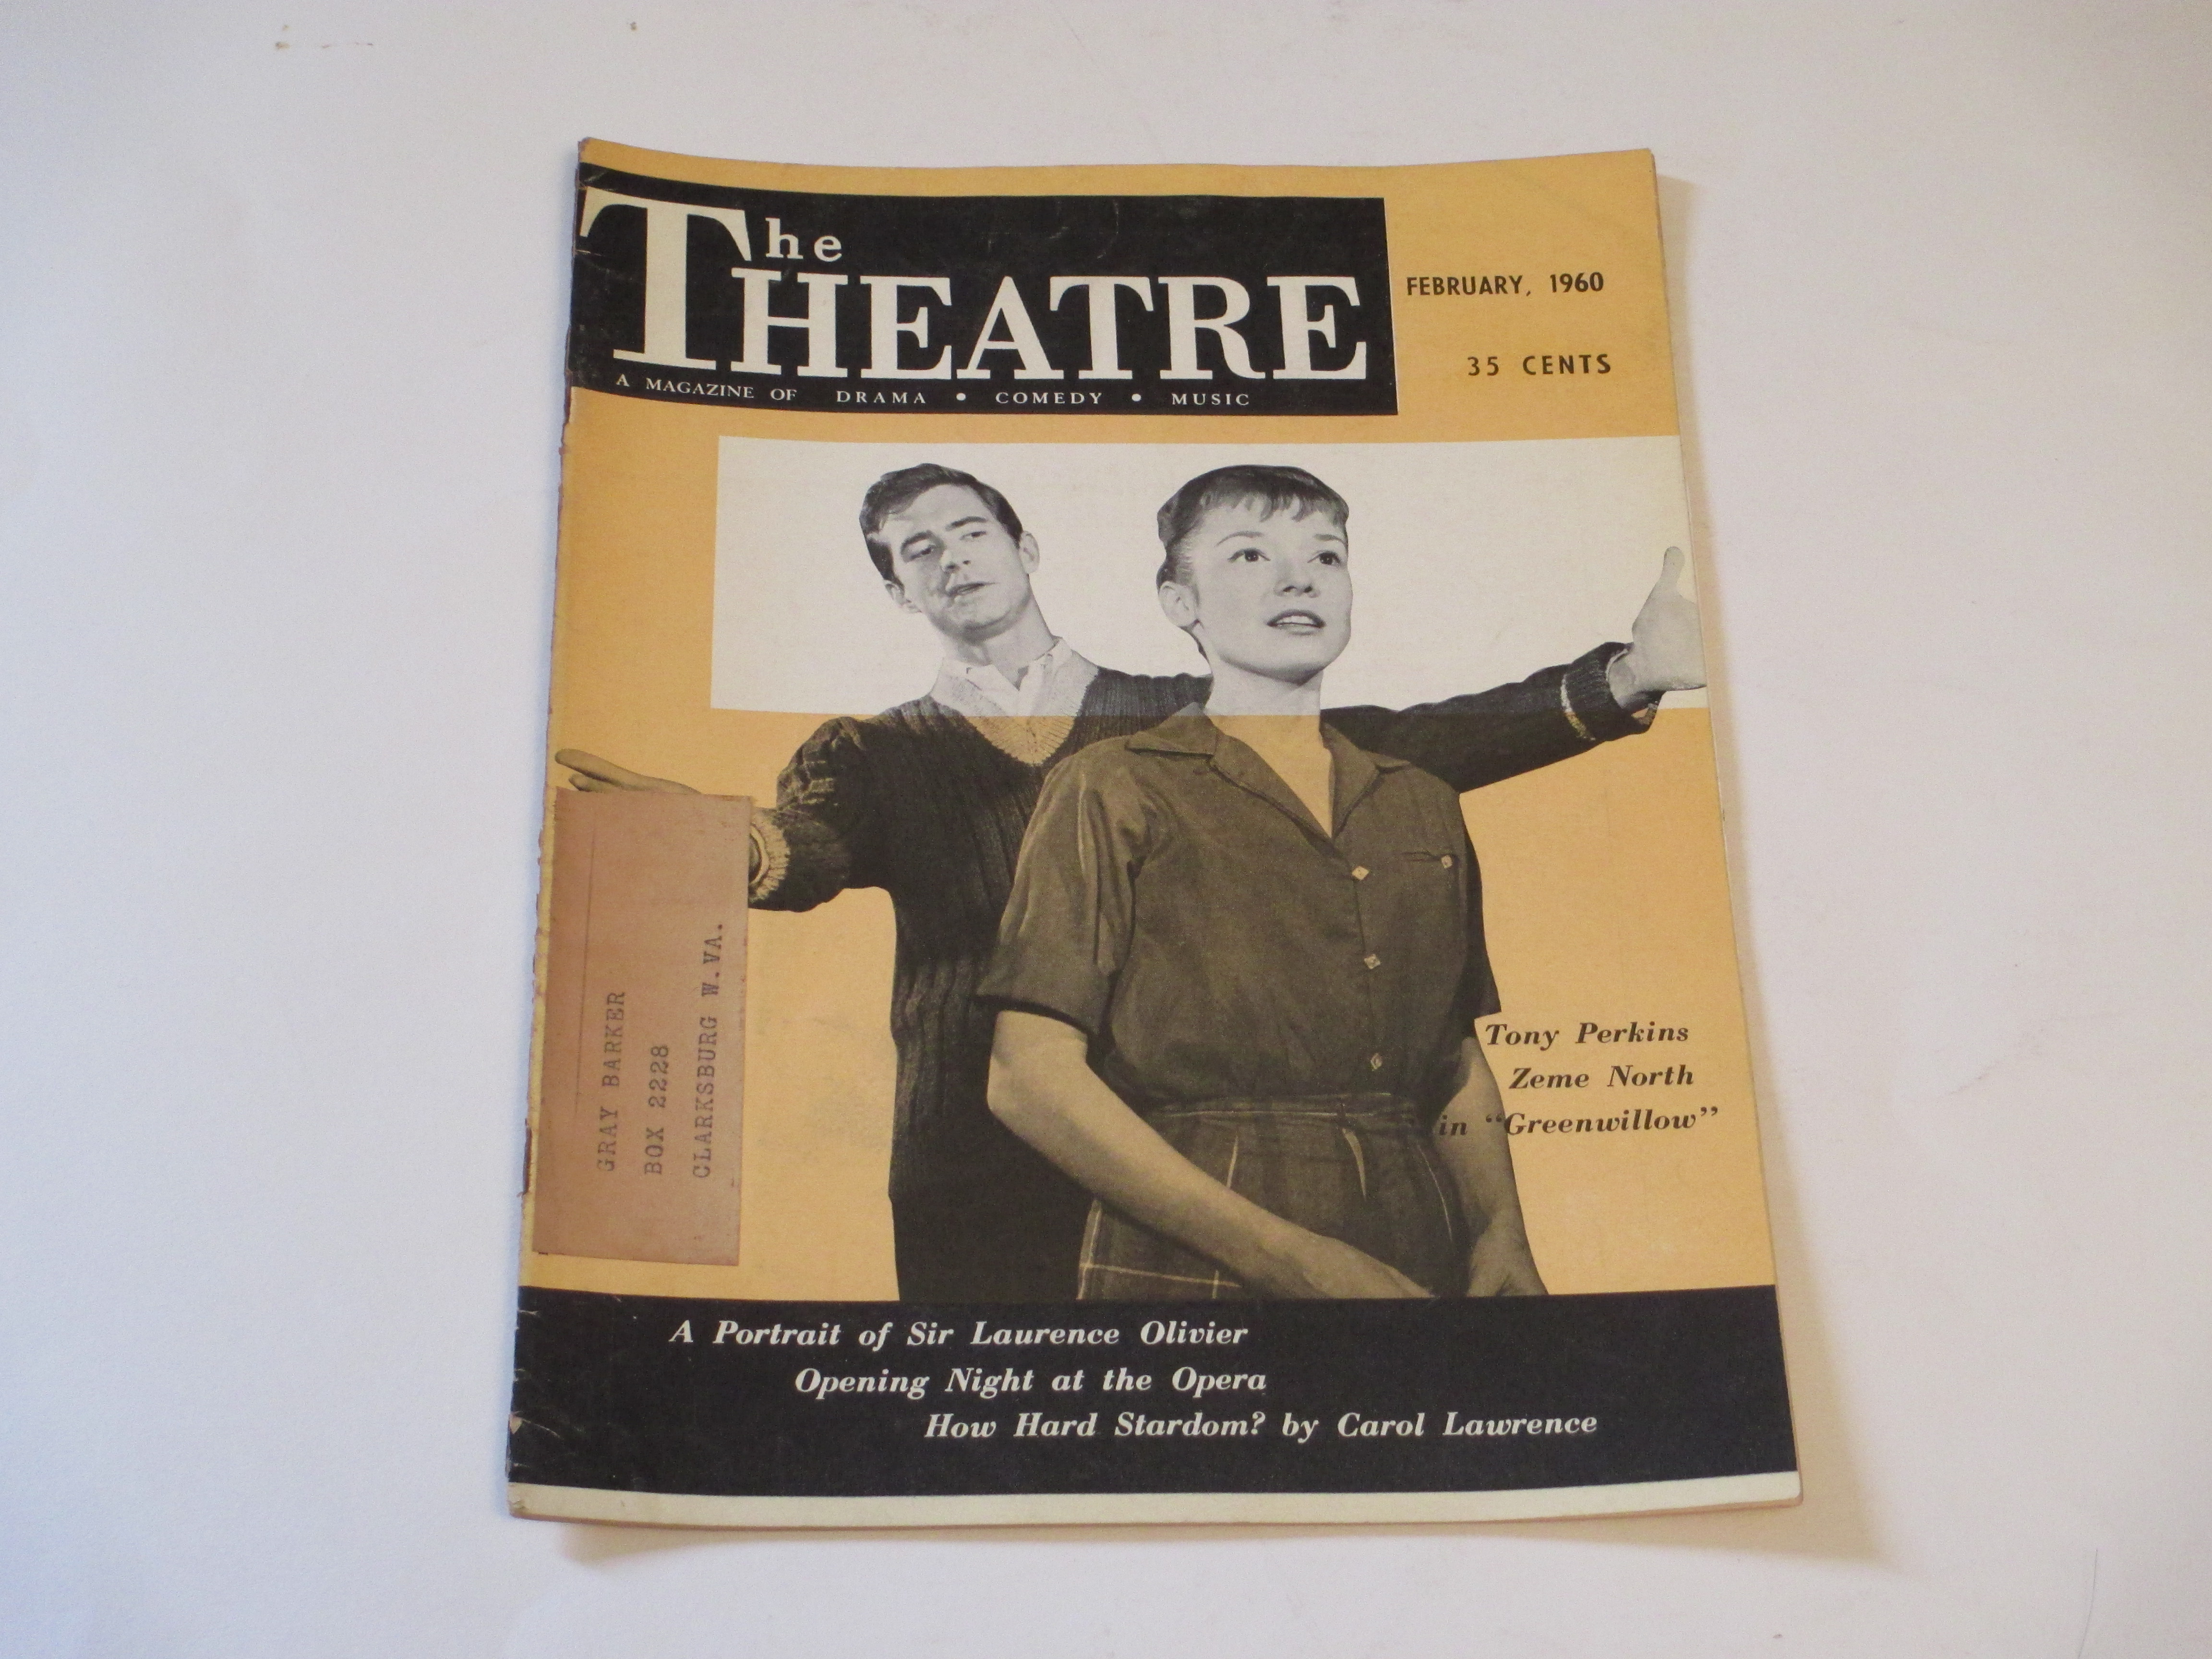 The
THEATRE
A MAGAZINE OF DRAMA • COMEDY • MUSIC
FEBRUARY, 1960
35 CENTS
GRAY BARKER
BOX 2228
CLARKSBURG W.VA.
Tony Perkins
Zeme North
in “Greenwillow”
A Portrait of Sir Laurence Olivier
Opening Night at the Opera
How Hard Stardom? by Carol Lawrence